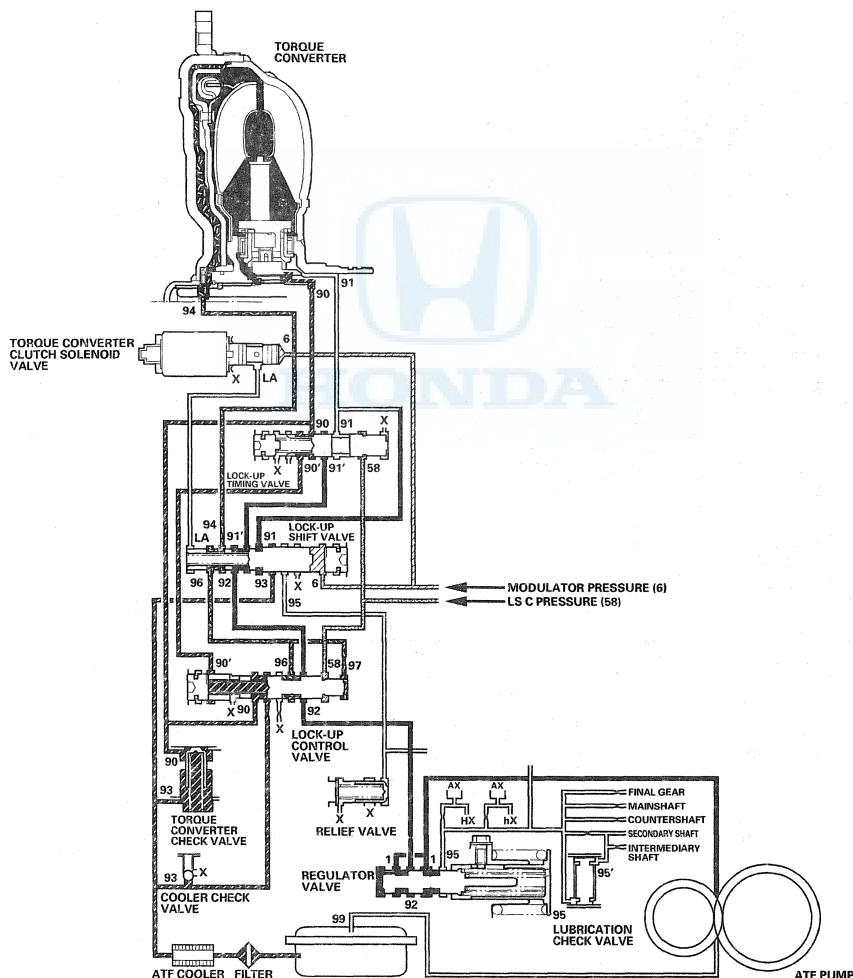 TORQUE
CONVERTER
91
90
94
TORQUE CONVERTER
CLUTCH SOLENOID
VALVE
6
X
LA
HONDA
90
91
X
LOCK-UP
TIMING VALVE
X
90'
91'
58
94
LA
91'
91
LOCK-UP
SHIFT VALVE
96
92
93
X
6
95
MODULATOR PRESSURE (6)
LS C PRESSURE (58)
90'
96
58
97
X
90
X
92
LOCK-UP
CONTROL
VALVE
90
93
TORQUE
CONVERTER
CHECK VALVE
X
X
RELIEF VALVE
AX
AX
HX
hX
FINAL GEAR
MAINSHAFT
COUNTERSHAFT
SECONDARY SHAFT
INTERMEDIARY
SHAFT
1
1
95
95'
REGULATOR
VALVE
92
95
93
X
COOLER CHECK
VALVE
99
LUBRICATION
CHECK VALVE
ATF COOLER
FILTER
ATF PUMP